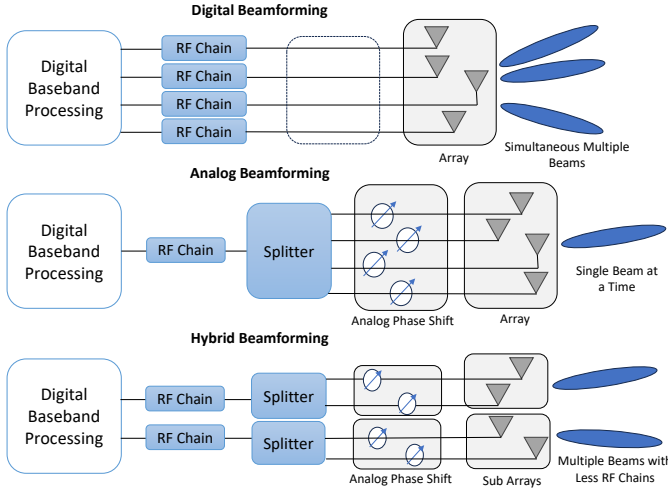 Digital Beamforming
Digital
Baseband
Processing
RF Chain
RF Chain
RF Chain
RF Chain
Array
Simultaneous Multiple
Beams
Analog Beamforming
Digital
Baseband
Processing
RF Chain
Splitter
Analog Phase Shift
Array
Single Beam at
a Time
Hybrid Beamforming
Digital
Baseband
Processing
RF Chain
RF Chain
Splitter
Splitter
Analog Phase Shift
Sub Arrays
Multiple Beams with
Less RF Chains